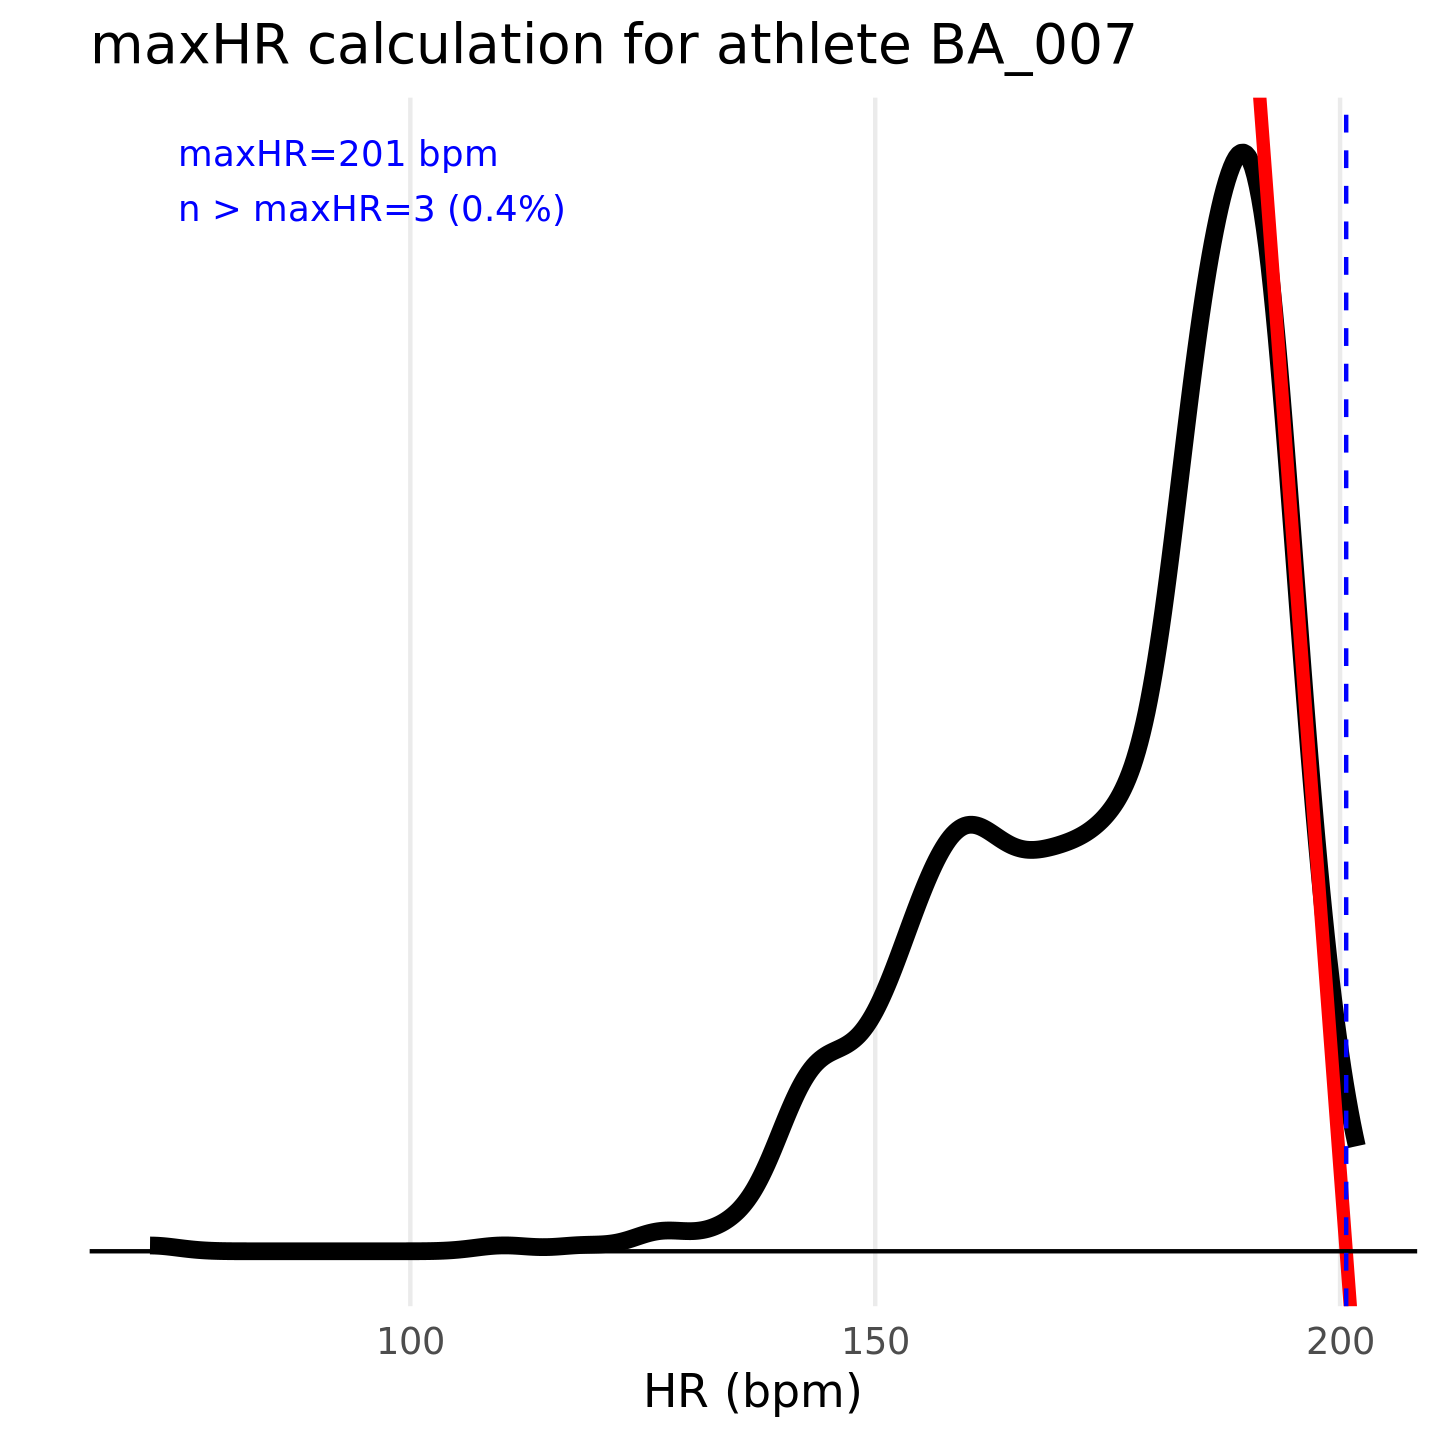 maxHR calculation for athlete BA_007
maxHR=201 bpm
n > maxHR=3 (0.4%)
100
150
200
HR (bpm)